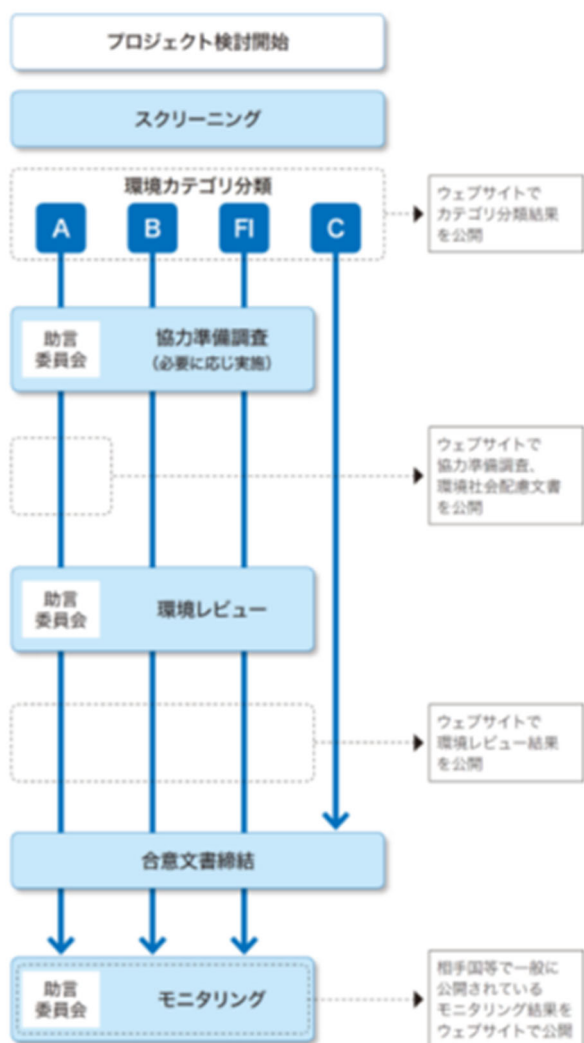 プロジェクト検討開始
スクリーニング
環境カテゴリ分類
A
B
FI
C
ウェブサイトで
カテゴリ分類結果
を公開
助言
委員会
協力準備調査
（必要に応じ実施）
ウェブサイトで
協力準備調査、
環境社会配慮文書
を公開
助言
委員会
環境レビュー
ウェブサイトで
環境レビュー結果
を公開
合意文書締結
助言
委員会
モニタリング
相手国等で一般に
公開されている
モニタリング結果を
ウェブサイトで公開